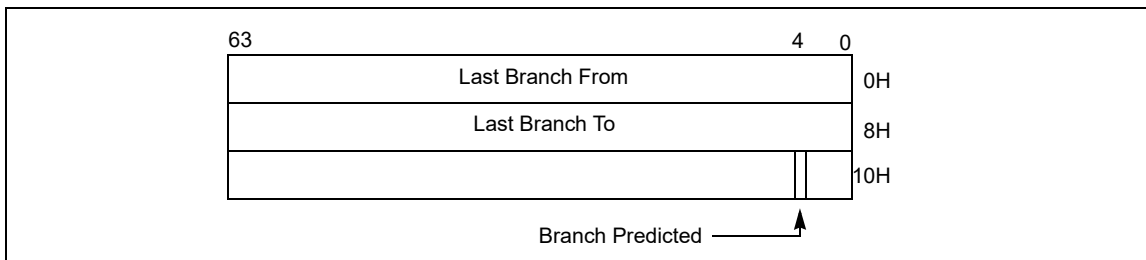 63 4 0
Last Branch From 0H
Last Branch To 8H
10H
Branch Predicted